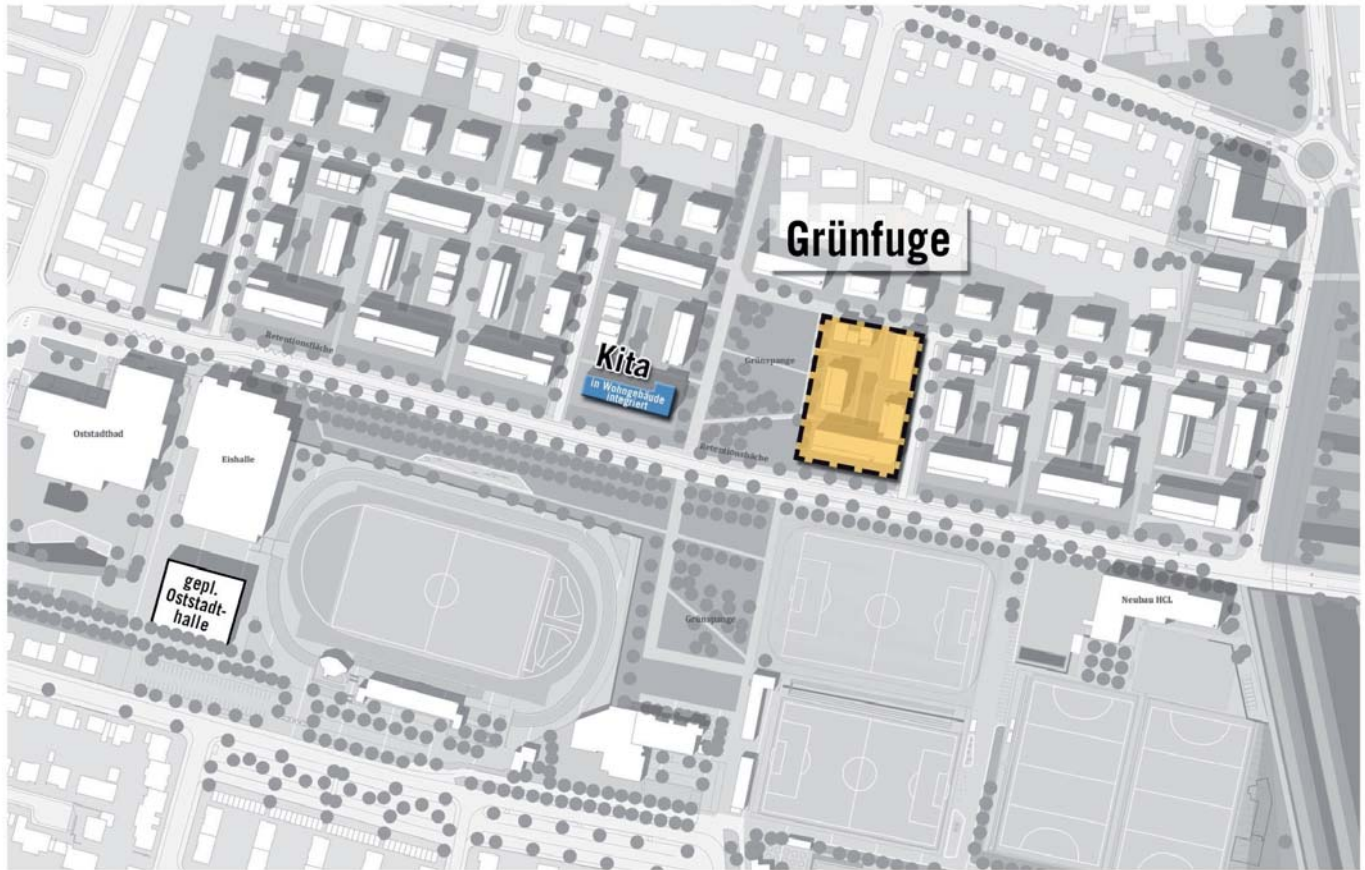 Grünfuge
Retentionsfläche
Kita
in Wohngebäude
integriert
Grünspange
Retentionsfläche
Oststadtbad
Eishalle
gepl.
Oststadt-
halle
Grünspange
Neubau HCL